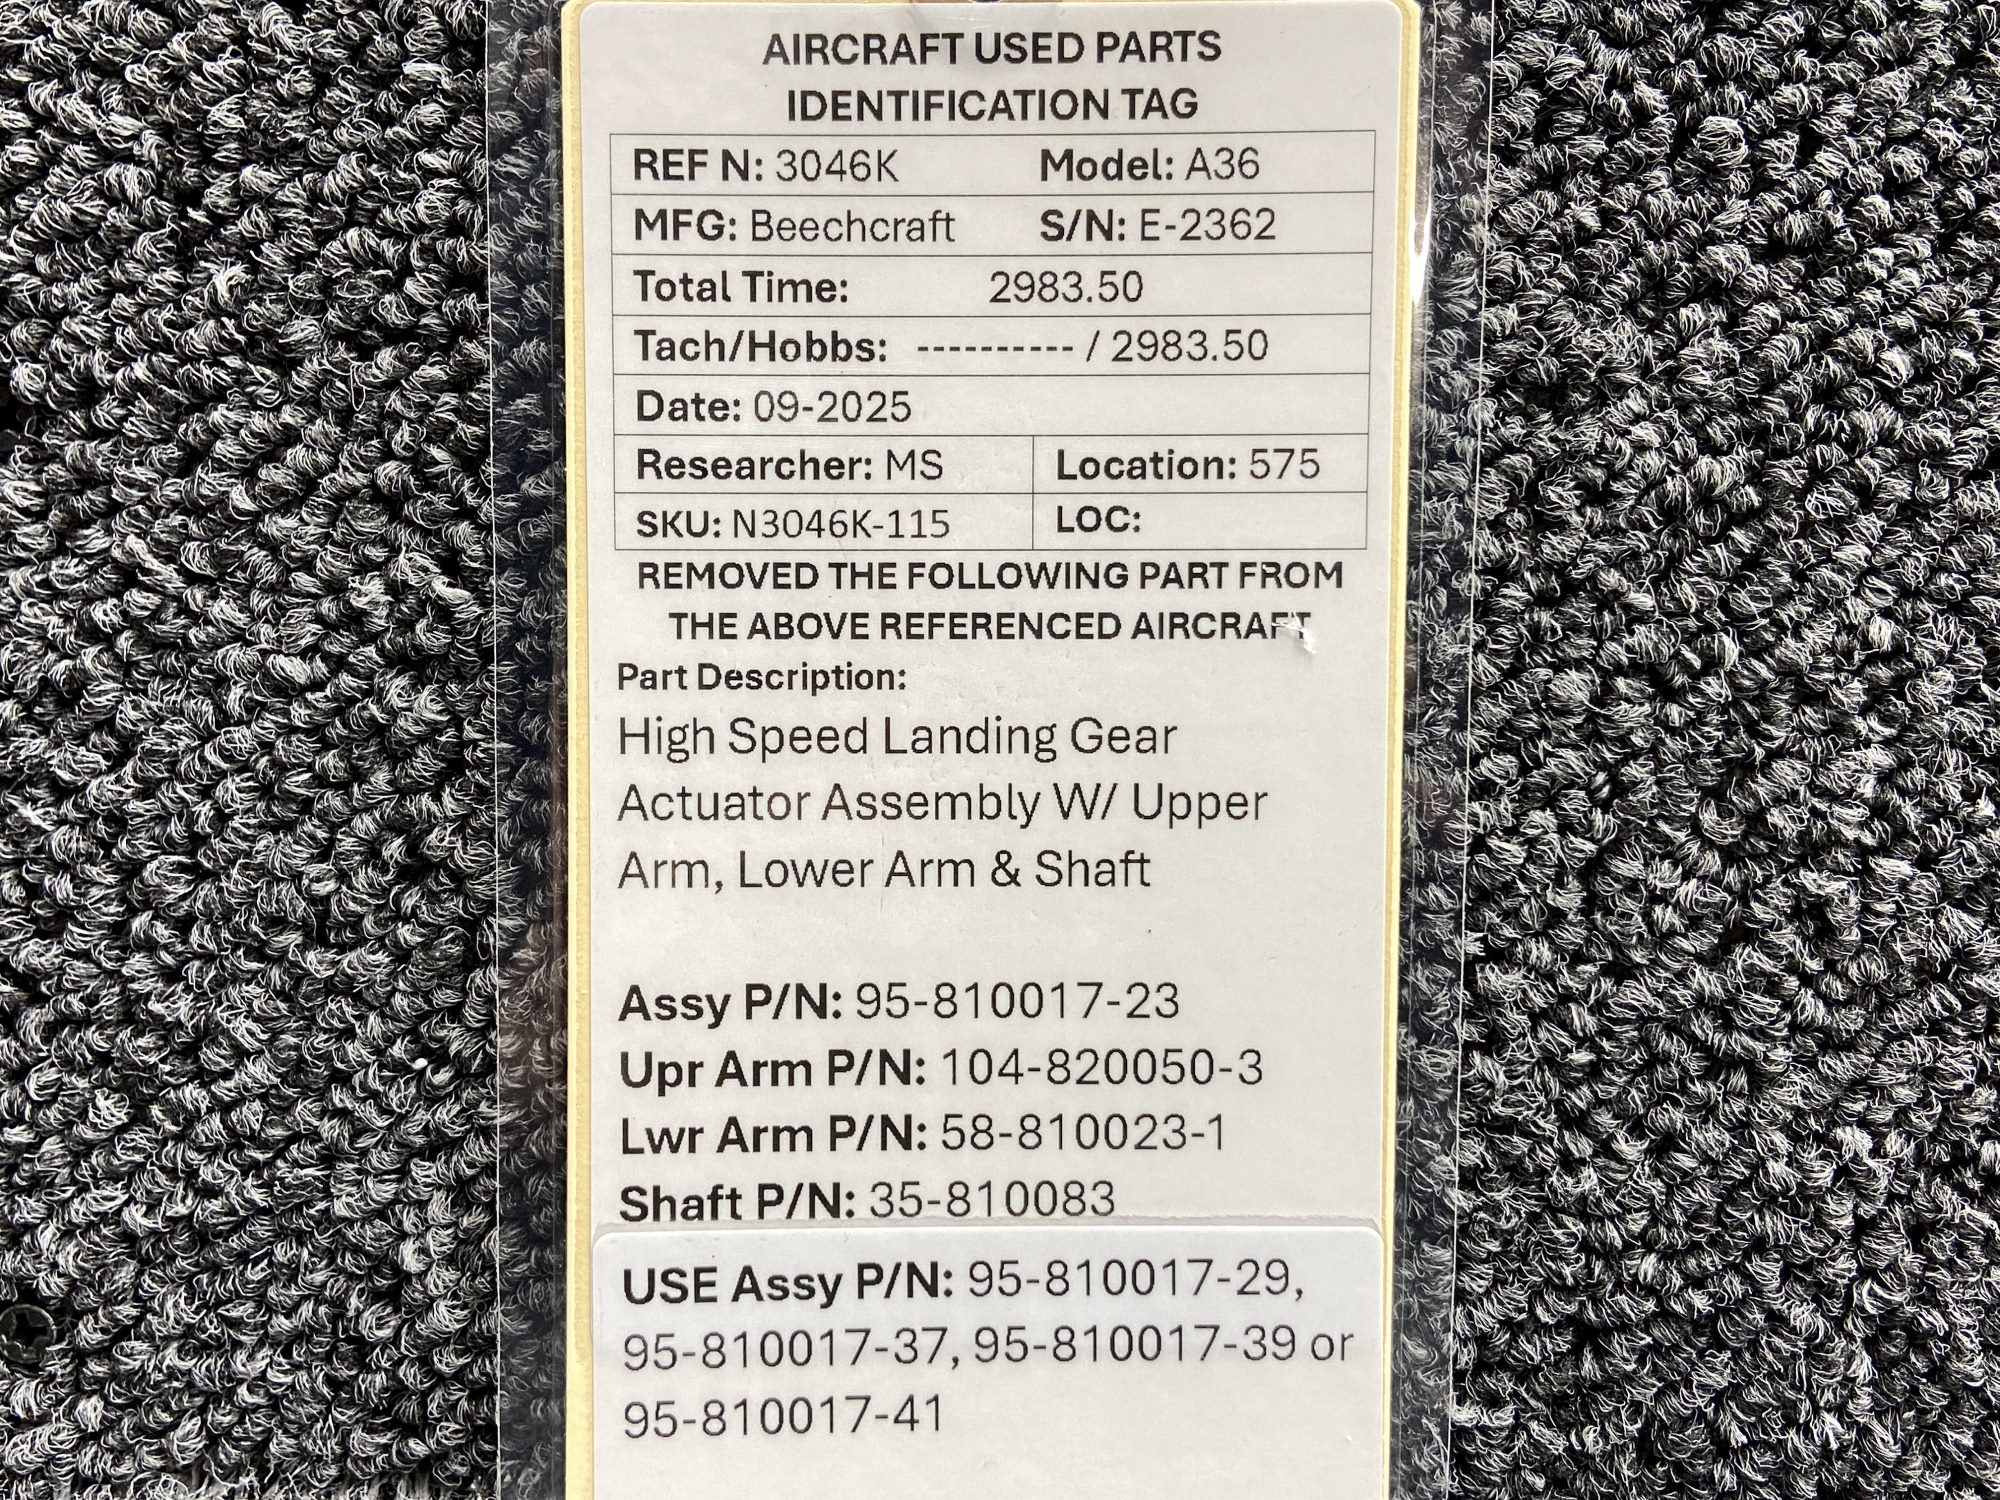 AIRCRAFT USED PARTS
IDENTIFICATION TAG
REF N: 3046K Model: A36
MFG: Beechcraft S/N: E-2362
Total Time: 2983.50
Tach/Hobbs: ---------- / 2983.50
Date: 09-2025
Researcher: MS Location: 575
SKU: N3046K-115 LOC:
REMOVED THE FOLLOWING PART FROM
THE ABOVE REFERENCED AIRCRAFT
Part Description:
High Speed Landing Gear
Actuator Assembly W/ Upper
Arm, Lower Arm & Shaft
Assy P/N: 95-810017-23
Upr Arm P/N: 104-820050-3
Lwr Arm P/N: 58-810023-1
Shaft P/N: 35-810083
USE Assy P/N: 95-810017-29,
95-810017-37, 95-810017-39 or
95-810017-41